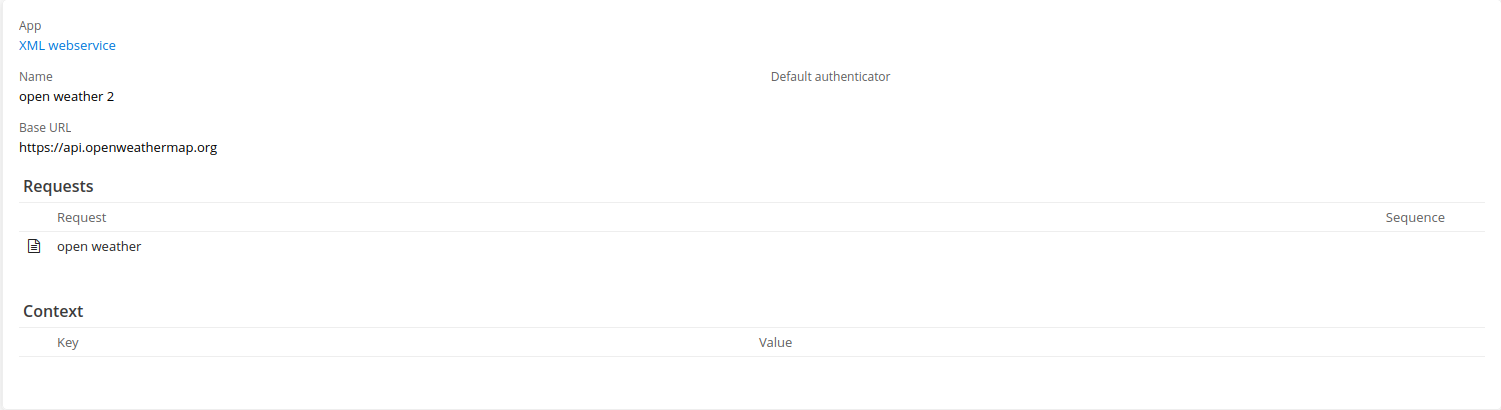 App
XML webservice
Name
Default authenticator
open weather 2
Base URL
https://api.openweathermap.org
Requests
Request Sequence
open weather
Context
Key Value